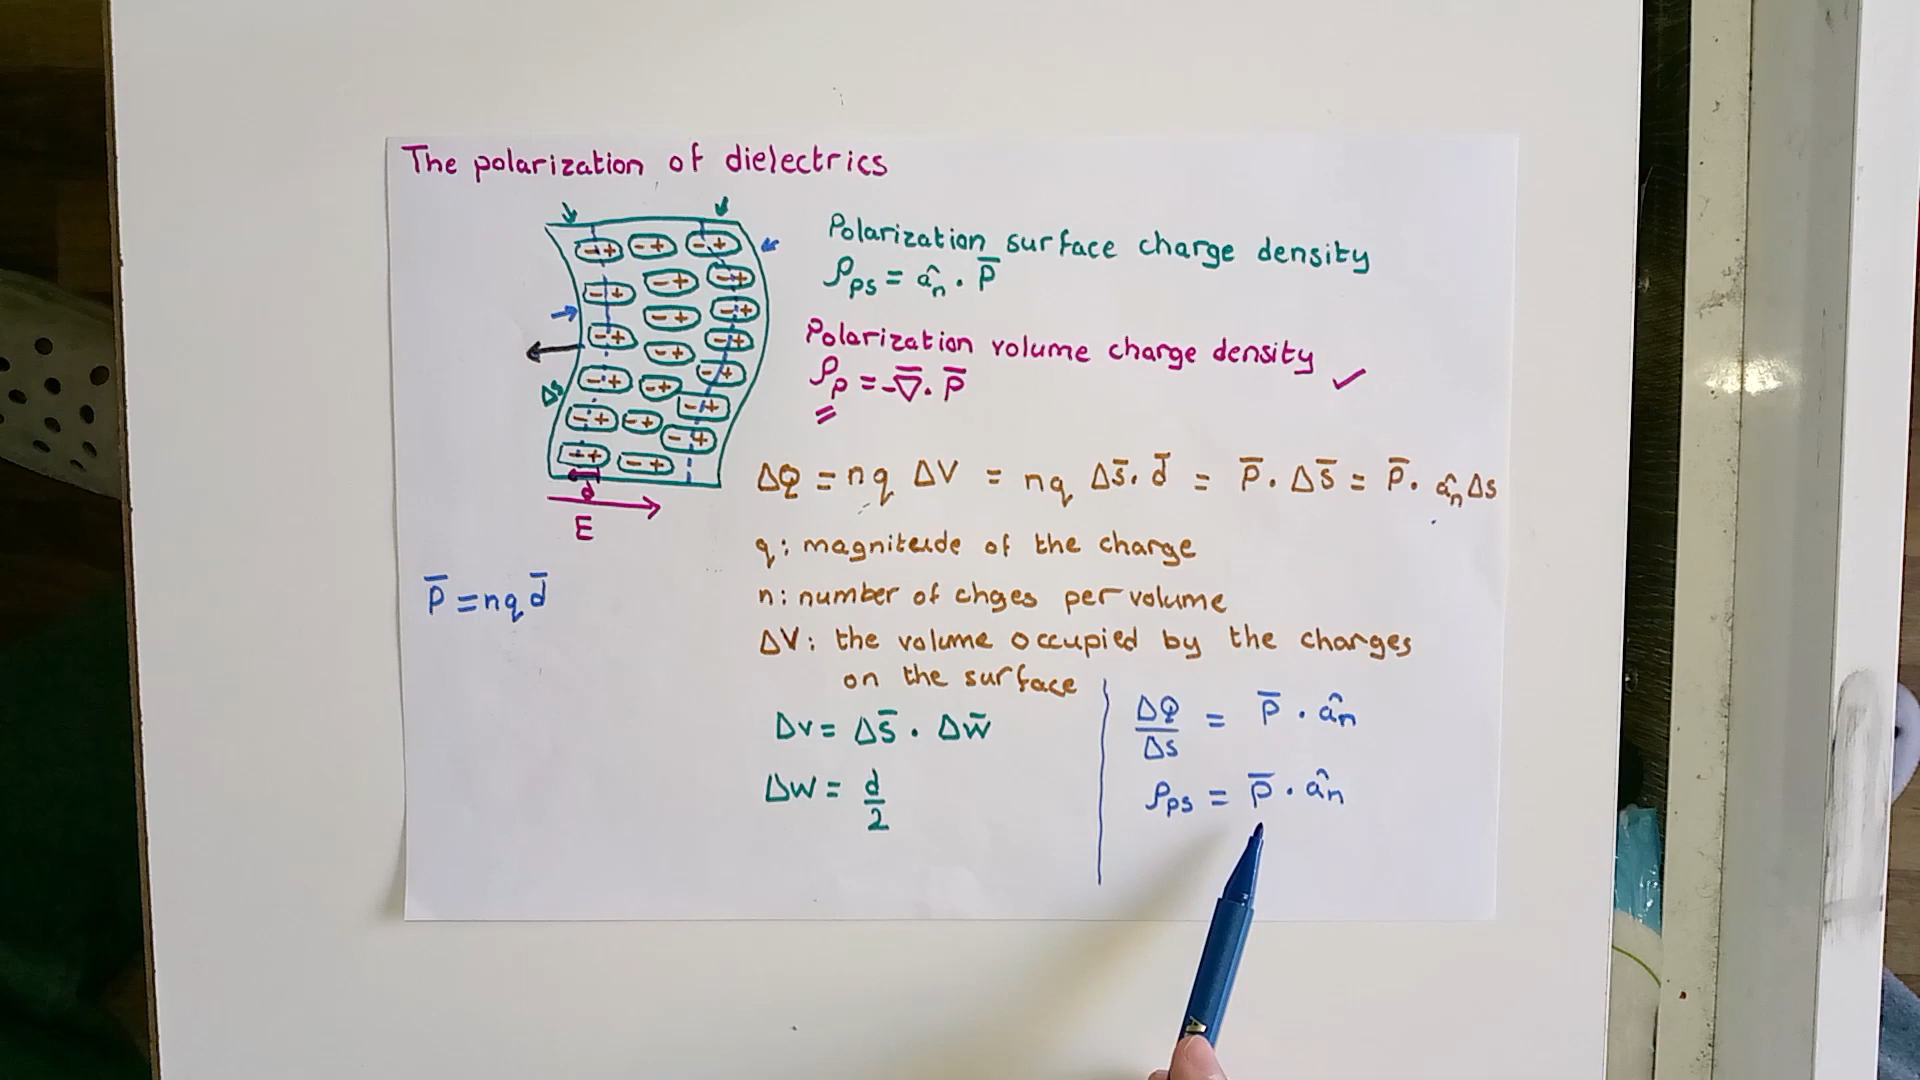 The polarization of dielectrics
Polarization surface charge density
ρps = ân . P̄
Polarization volume charge density ✓
ρp = -∇̄ . P̄
Δs
d
E
ΔQ = nq ΔV = nq Δs̄ . d̄ = P̄ . Δs̄ = P̄ . ân Δs
q: magniteude of the charge
P̄ = nq d̄
n: number of chges per volume
ΔV: the volume occupied by the charges
on the surface
Δv = Δs̄ . Δw̄
Δw = d/2
ΔQ/Δs = P̄ . ân
ρps = P̄ . ân